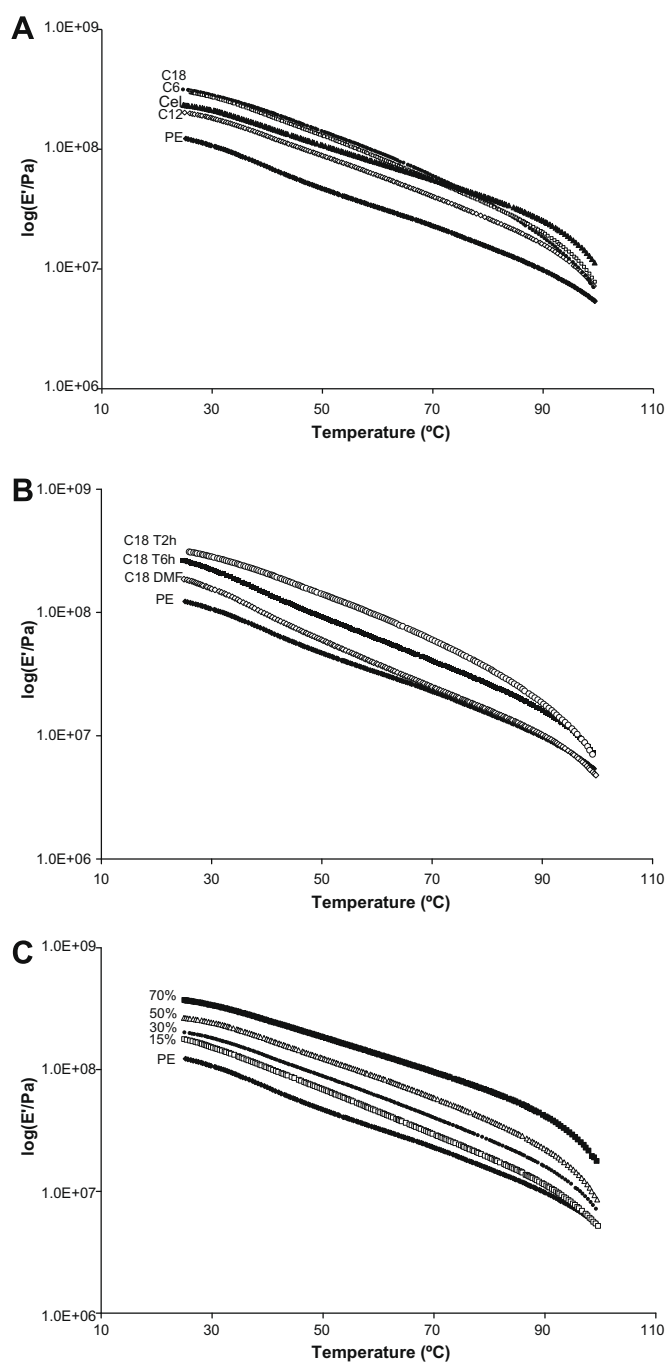 A
1.0E+09
C18
C6
Cel
C12
1.0E+08
PE
log(E'/Pa)
1.0E+07
1.0E+06
10 30 50 70 90 110
Temperature (ºC)
B
1.0E+09
C18 T2h
C18 T6h
C18 DMF
1.0E+08
PE
log(E'/Pa)
1.0E+07
1.0E+06
10 30 50 70 90 110
Temperature (ºC)
C
1.0E+09
70%
50%
30%
15%
1.0E+08
PE
log(E'/Pa)
1.0E+07
1.0E+06
10 30 50 70 90 110
Temperature (ºC)